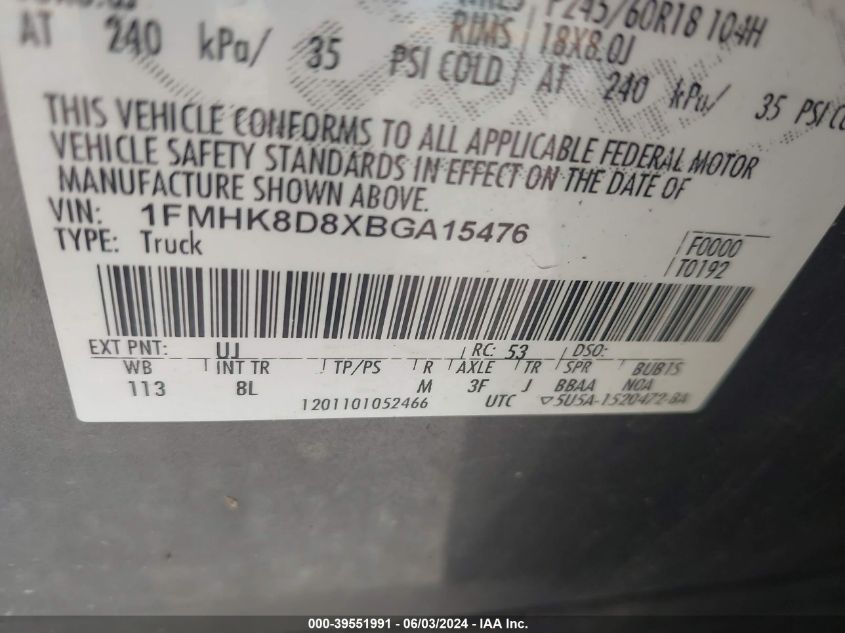 P245/60R18 104H
RIMS 18X8.0J
AT 240 kPa/ 35 PSI COLD AT 240 kPa/ 35 PSI
THIS VEHICLE CONFORMS TO ALL APPLICABLE FEDERAL MOTOR
VEHICLE SAFETY STANDARDS IN EFFECT ON THE DATE OF
MANUFACTURE SHOWN ABOVE.
VIN: 1FMHK8D8XBGA15476
TYPE: Truck
F0000
T0192
EXT PNT: UJ RC: 53 DSO:
WB INT TR TP/PS R AXLE TR SPR BUB1S
113 8L M 3F J BBAA N0A
1201101052466 UTC ▽5U5A-1520472-BA
000-39551991 - 06/03/2024 - IAA Inc.